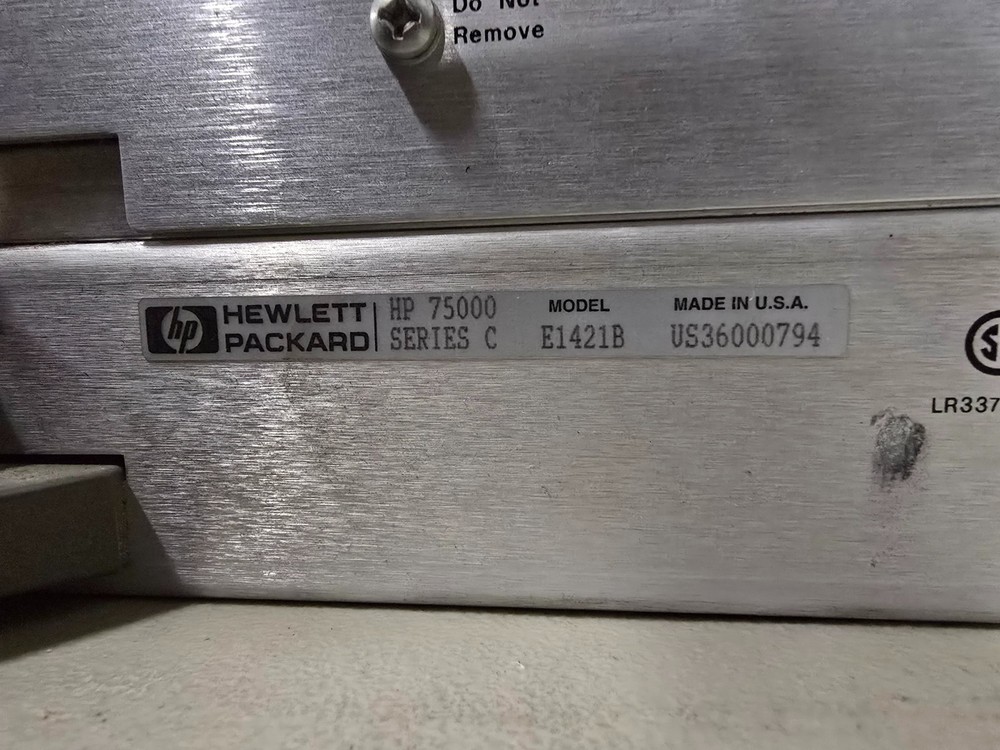 Do Not
Remove
hp HEWLETT PACKARD
HP 75000
SERIES C
MODEL
E1421B
MADE IN U.S.A.
US36000794
LR337